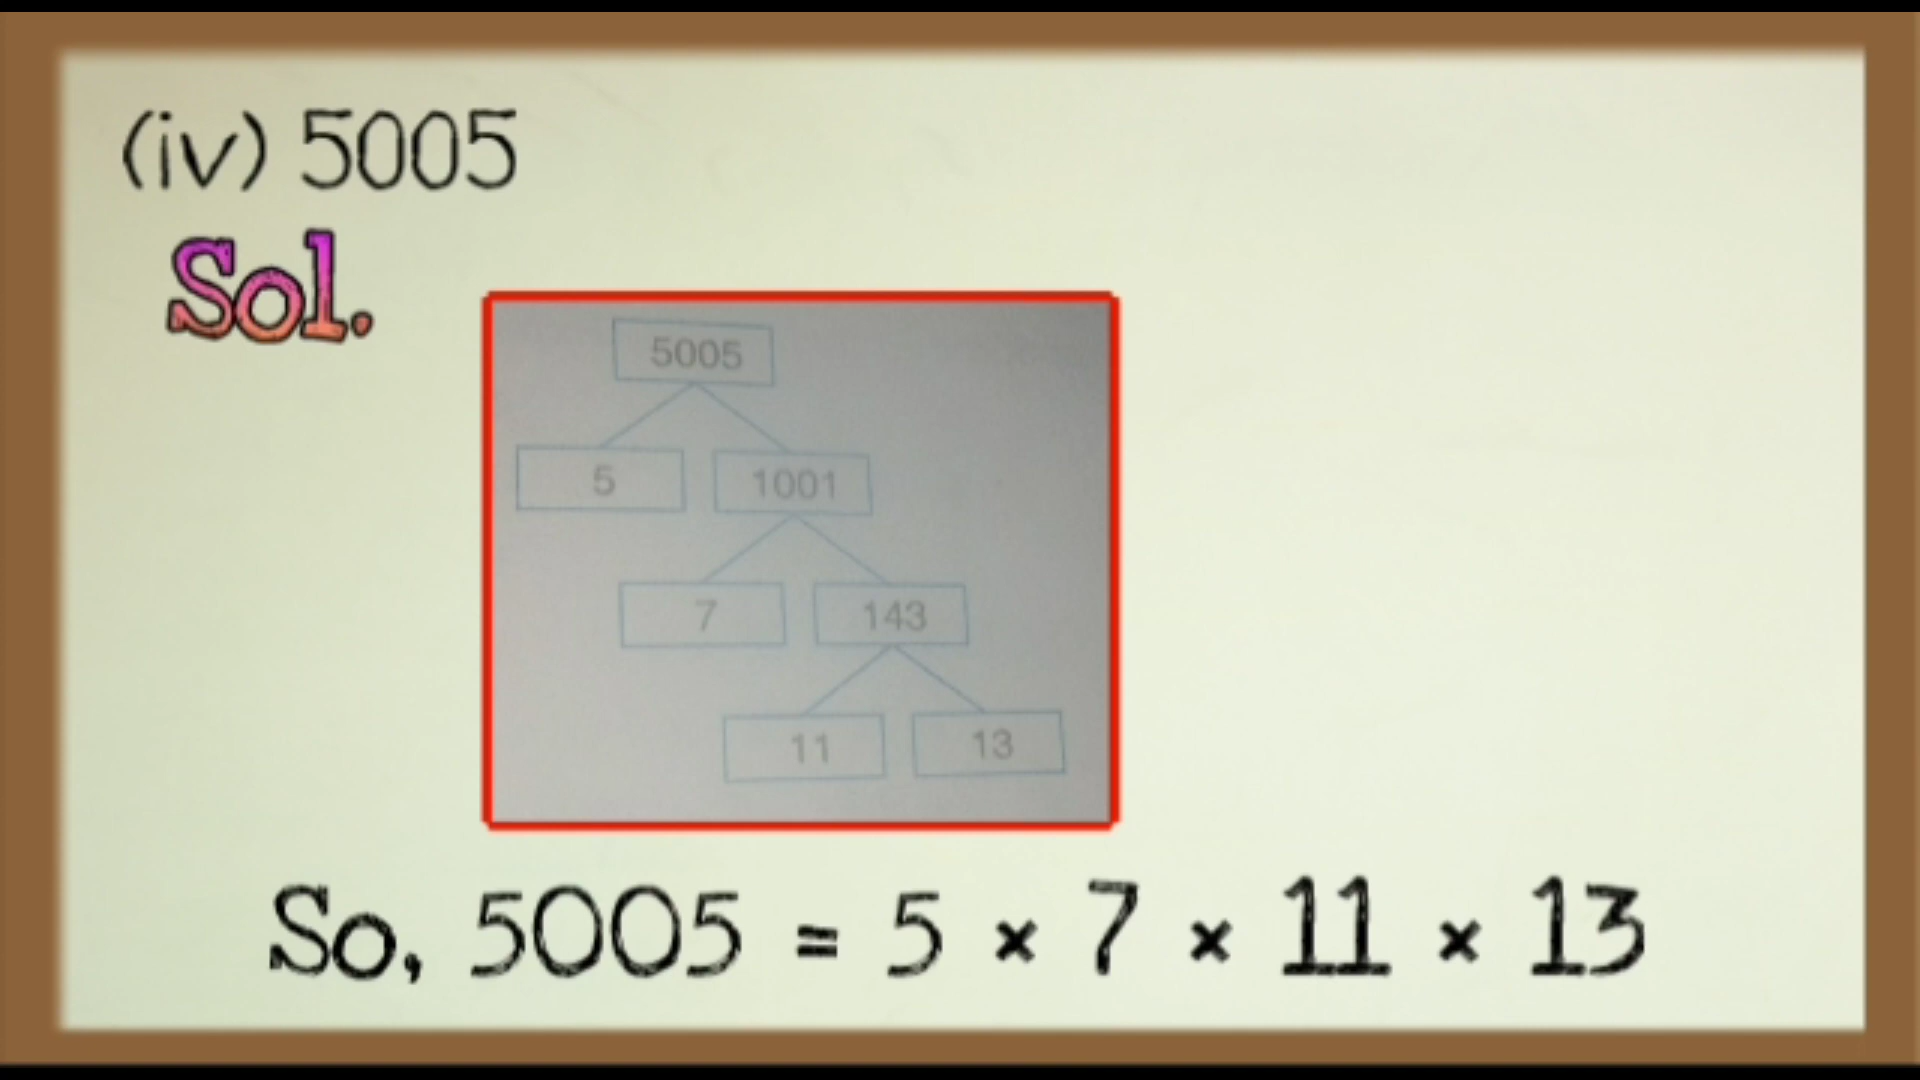 (iv) 5005
Sol.
5005
5 1001
7 143
11 13
So, 5005 = 5 × 7 × 11 × 13